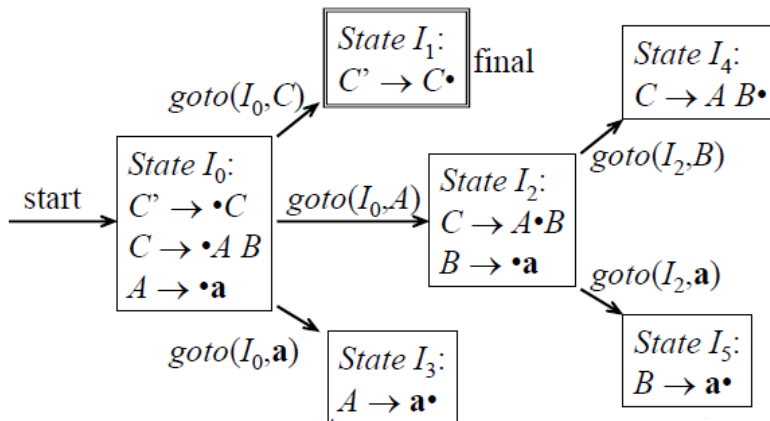 State I₁:
C’ → C•
final
State I₄:
C → A B•
goto(I₀,C)
goto(I₂,B)
start
State I₀:
C’ → •C
C → •A B
A → •a
goto(I₀,A)
State I₂:
C → A•B
B → •a
goto(I₀,a)
goto(I₂,a)
State I₃:
A → a•
State I₅:
B → a•